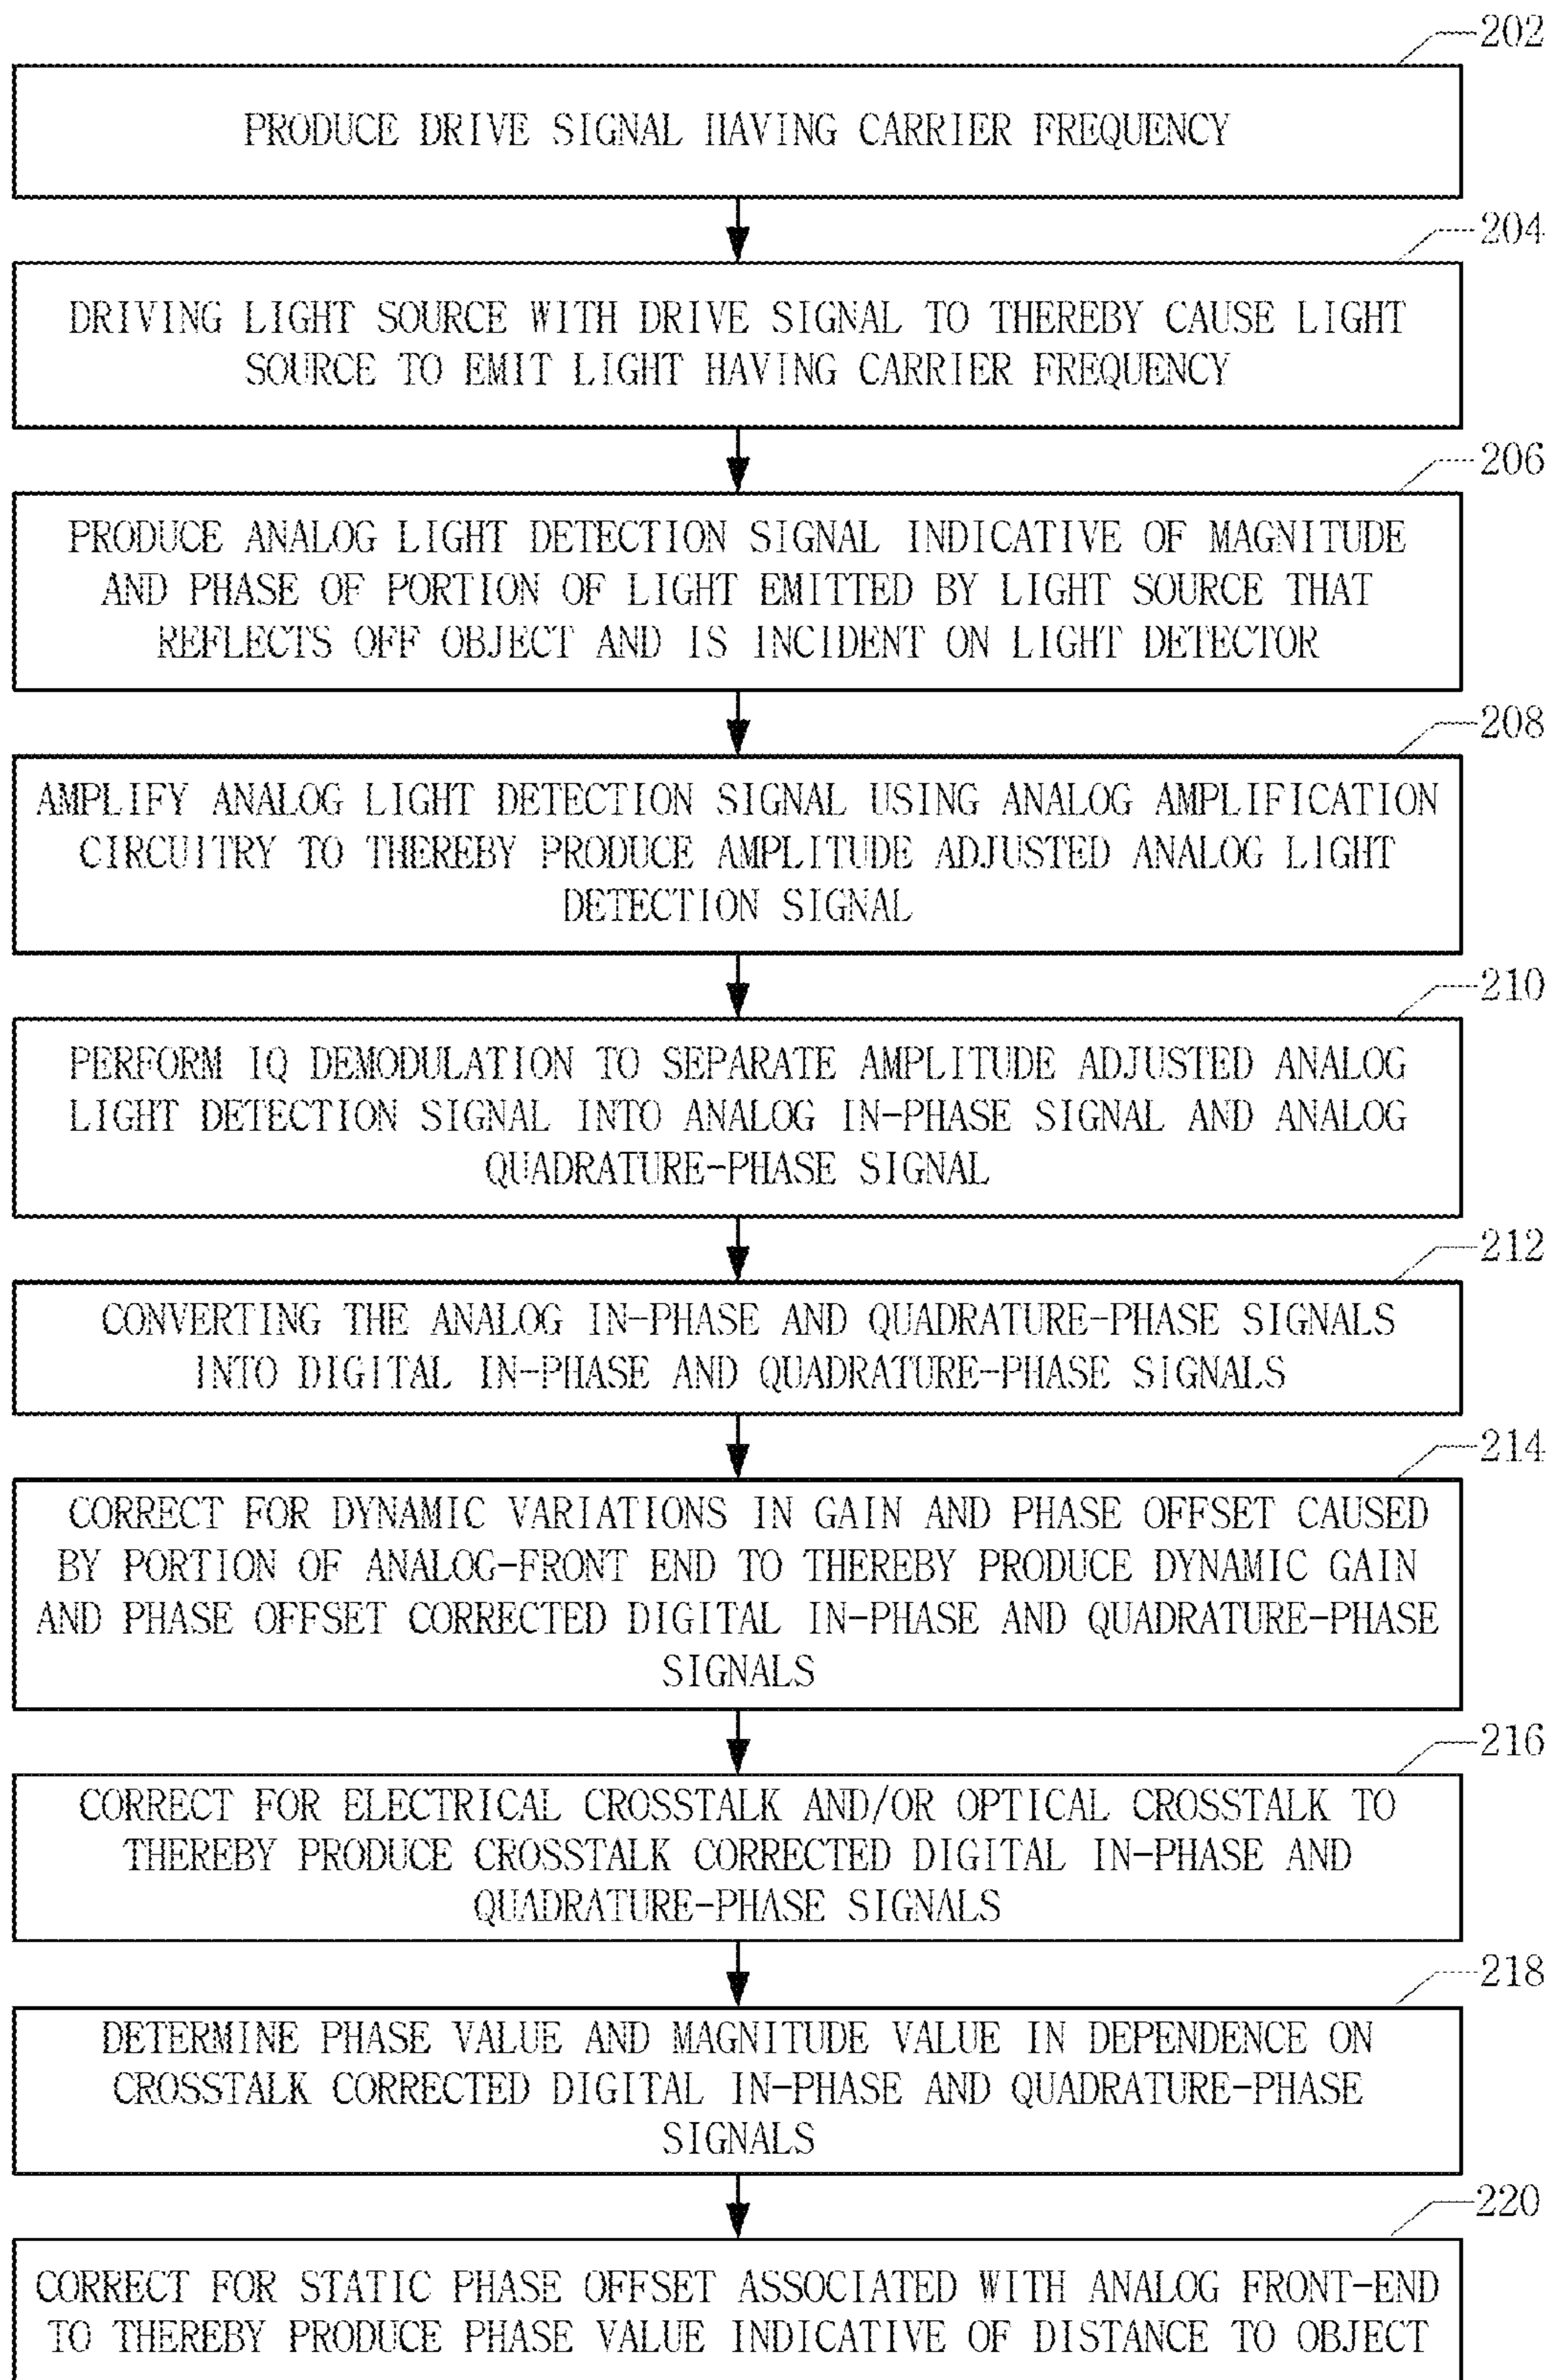 202
PRODUCE DRIVE SIGNAL HAVING CARRIER FREQUENCY
204
DRIVING LIGHT SOURCE WITH DRIVE SIGNAL TO THEREBY CAUSE LIGHT
SOURCE TO EMIT LIGHT HAVING CARRIER FREQUENCY
206
PRODUCE ANALOG LIGHT DETECTION SIGNAL INDICATIVE OF MAGNITUDE
AND PHASE OF PORTION OF LIGHT EMITTED BY LIGHT SOURCE THAT
REFLECTS OFF OBJECT AND IS INCIDENT ON LIGHT DETECTOR
208
AMPLIFY ANALOG LIGHT DETECTION SIGNAL USING ANALOG AMPLIFICATION
CIRCUITRY TO THEREBY PRODUCE AMPLITUDE ADJUSTED ANALOG LIGHT
DETECTION SIGNAL
210
PERFORM IQ DEMODULATION TO SEPARATE AMPLITUDE ADJUSTED ANALOG
LIGHT DETECTION SIGNAL INTO ANALOG IN-PHASE SIGNAL AND ANALOG
QUADRATURE-PHASE SIGNAL
212
CONVERTING THE ANALOG IN-PHASE AND QUADRATURE-PHASE SIGNALS
INTO DIGITAL IN-PHASE AND QUADRATURE-PHASE SIGNALS
214
CORRECT FOR DYNAMIC VARIATIONS IN GAIN AND PHASE OFFSET CAUSED
BY PORTION OF ANALOG-FRONT END TO THEREBY PRODUCE DYNAMIC GAIN
AND PHASE OFFSET CORRECTED DIGITAL IN-PHASE AND QUADRATURE-PHASE
SIGNALS
216
CORRECT FOR ELECTRICAL CROSSTALK AND/OR OPTICAL CROSSTALK TO
THEREBY PRODUCE CROSSTALK CORRECTED DIGITAL IN-PHASE AND
QUADRATURE-PHASE SIGNALS
218
DETERMINE PHASE VALUE AND MAGNITUDE VALUE IN DEPENDENCE ON
CROSSTALK CORRECTED DIGITAL IN-PHASE AND QUADRATURE-PHASE
SIGNALS
220
CORRECT FOR STATIC PHASE OFFSET ASSOCIATED WITH ANALOG FRONT-END
TO THEREBY PRODUCE PHASE VALUE INDICATIVE OF DISTANCE TO OBJECT